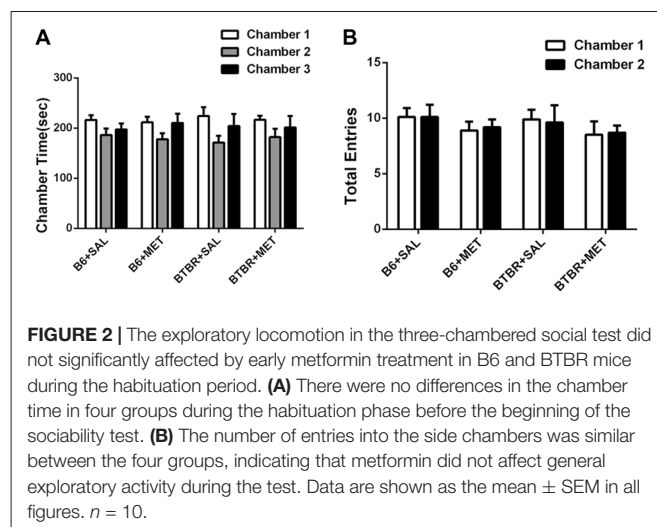 A
Chamber 1
Chamber 2
Chamber 3
Chamber Time(sec)
300
200
100
0
B6+SAL
B6+MET
BTBR+SAL
BTBR+MET
B
Chamber 1
Chamber 2
Total Entries
15
10
5
0
B6+SAL
B6+MET
BTBR+SAL
BTBR+MET
FIGURE 2 | The exploratory locomotion in the three-chambered social test did
not significantly affected by early metformin treatment in B6 and BTBR mice
during the habituation period. (A) There were no differences in the chamber
time in four groups during the habituation phase before the beginning of the
sociability test. (B) The number of entries into the side chambers was similar
between the four groups, indicating that metformin did not affect general
exploratory activity during the test. Data are shown as the mean ± SEM in all
figures. n = 10.